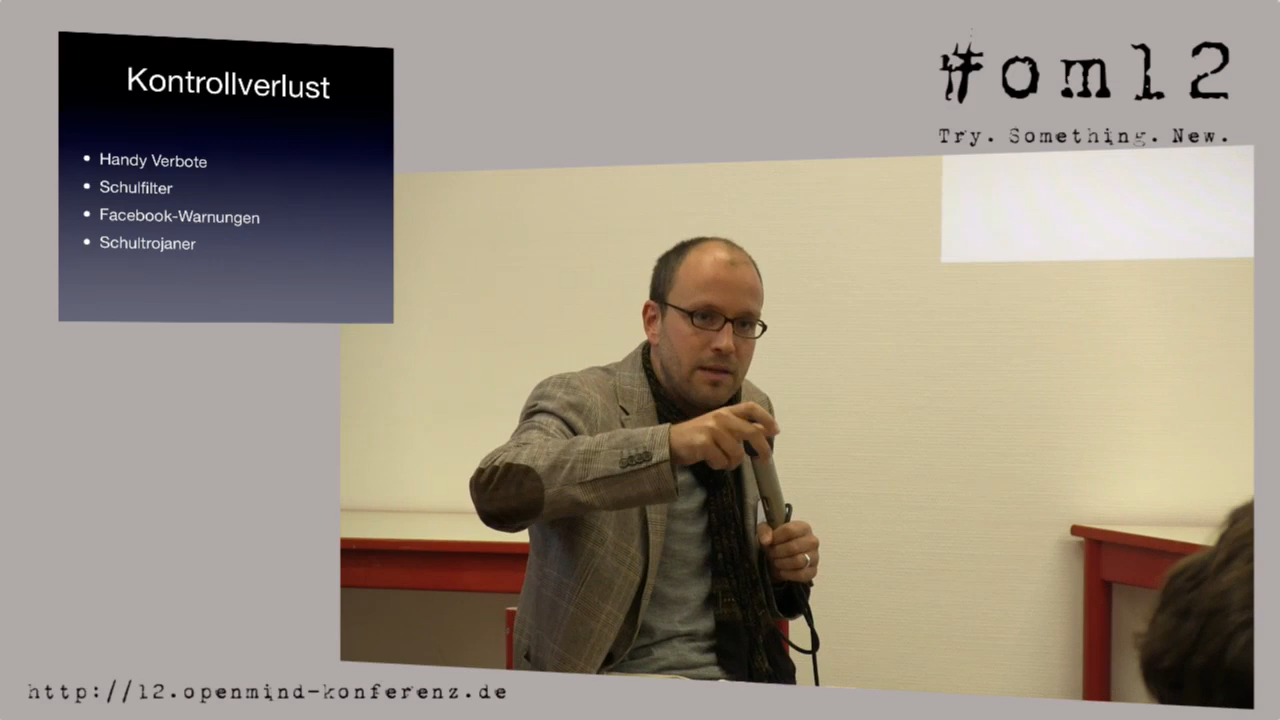 Kontrollverlust
• Handy Verbote
• Schulfilter
• Facebook-Warnungen
• Schultrojaner
#om12
Try. Something. New.
http://12.openmind-konferenz.de